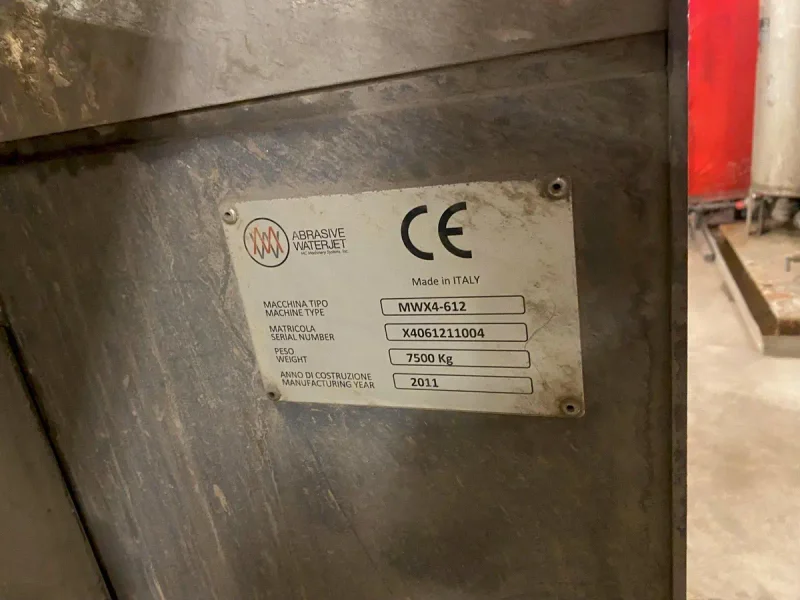 ABRASIVE
WATERJET
CE
Made in ITALY
MACCHINA TIPO
MACHINE TYPE
MWX4-612
MATRICOLA
SERIAL NUMBER
X4061211004
PESO
WEIGHT
7500 Kg
ANNO DI COSTRUZIONE
MANUFACTURING YEAR
2011